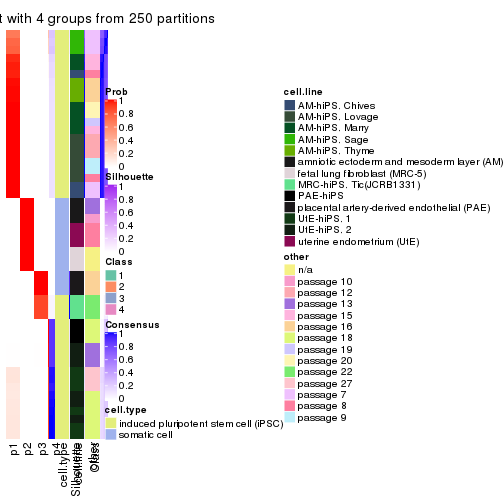 t with 4 groups from 250 partitions
Prob
1
0.8
0.6
0.4
0.2
0
Silhouette
1
0.8
0.6
0.4
0.2
0
Class
1
2
3
4
Consensus
1
0.8
0.6
0.4
0.2
0
cell.type
induced pluripotent stem cell (iPSC)
somatic cell
cell.line
AM-hiPS. Chives
AM-hiPS. Lovage
AM-hiPS. Marry
AM-hiPS. Sage
AM-hiPS. Thyme
amniotic ectoderm and mesoderm layer (AM)
fetal lung fibroblast (MRC-5)
MRC-hiPS. Tic(JCRB1331)
PAE-hiPS
placental artery-derived endothelial (PAE)
UtE-hiPS. 1
UtE-hiPS. 2
uterine endometrium (UtE)
other
n/a
passage 10
passage 12
passage 13
passage 15
passage 16
passage 18
passage 19
passage 20
passage 22
passage 27
passage 7
passage 8
passage 9
p1
p2
p3
p4
cell.type
Silhouette
cell.line
other
Class